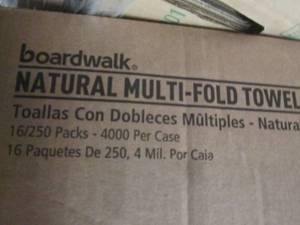 boardwalk®
NATURAL MULTI-FOLD TOWEL
Toallas Con Dobleces Múltiples - Natura
16/250 Packs - 4000 Per Case
16 Paquetes De 250, 4 Mil. Por Caja